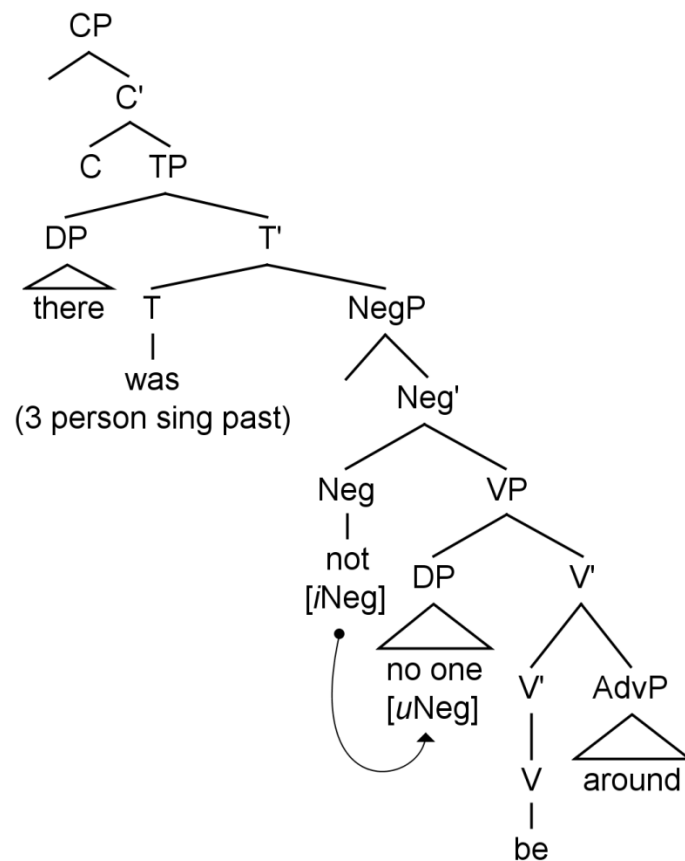 CP
C'
C TP
DP T'
there T NegP
was
(3 person sing past) Neg'
Neg VP
not DP V'
[iNeg]
no one V' AdvP
[uNeg]
V around
be